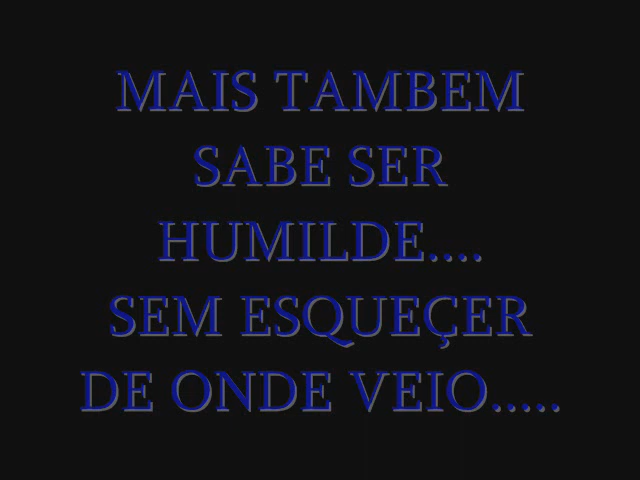 MAIS TAMBEM
SABE SER
HUMILDE....
SEM ESQUEÇER
DE ONDE VEIO.....